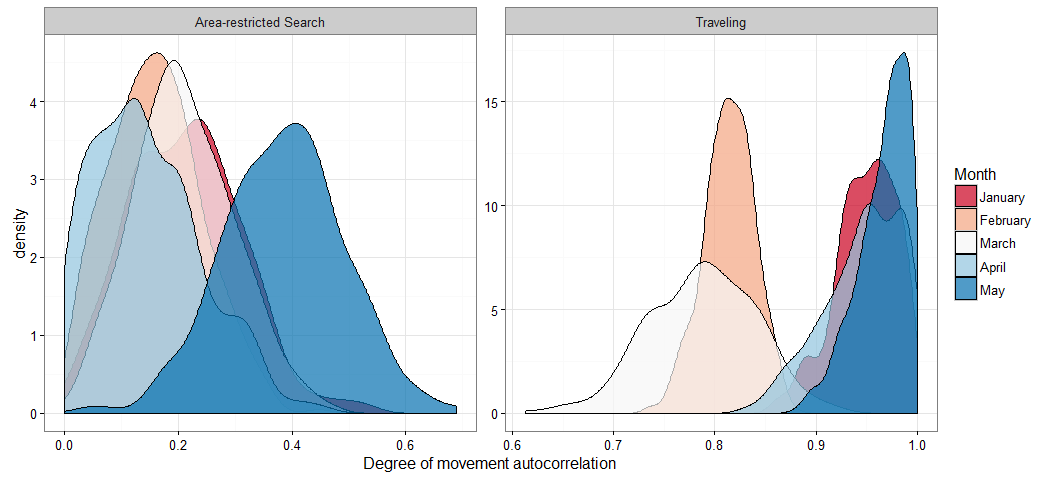 Area-restricted Search
Traveling
density
4
3
2
1
0
15
10
5
0
0.0 0.2 0.4 0.6
0.6 0.7 0.8 0.9 1.0
Degree of movement autocorrelation
Month
January
February
March
April
May